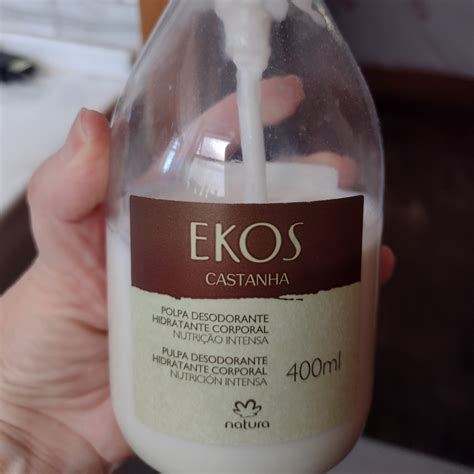 EKOS
CASTANHA
POLPA DESODORANTE
HIDRATANTE CORPORAL
NUTRIÇÃO INTENSA
PULPA DESODORANTE
HIDRATANTE CORPORAL
NUTRICIÓN INTENSA
400ml
natura